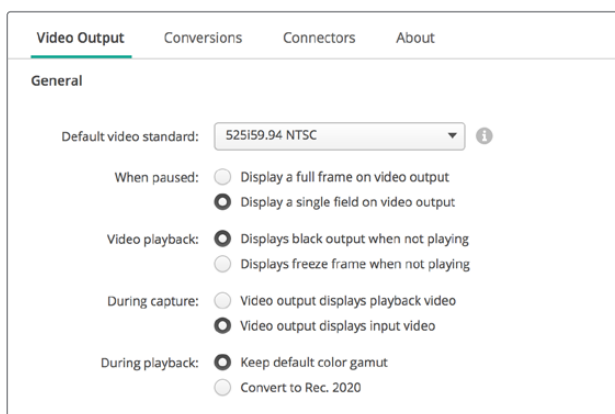 Video Output Conversions Connectors About
General
Default video standard: 525i59.94 NTSC
When paused: Display a full frame on video output
Display a single field on video output
Video playback: Displays black output when not playing
Displays freeze frame when not playing
During capture: Video output displays playback video
Video output displays input video
During playback: Keep default color gamut
Convert to Rec. 2020